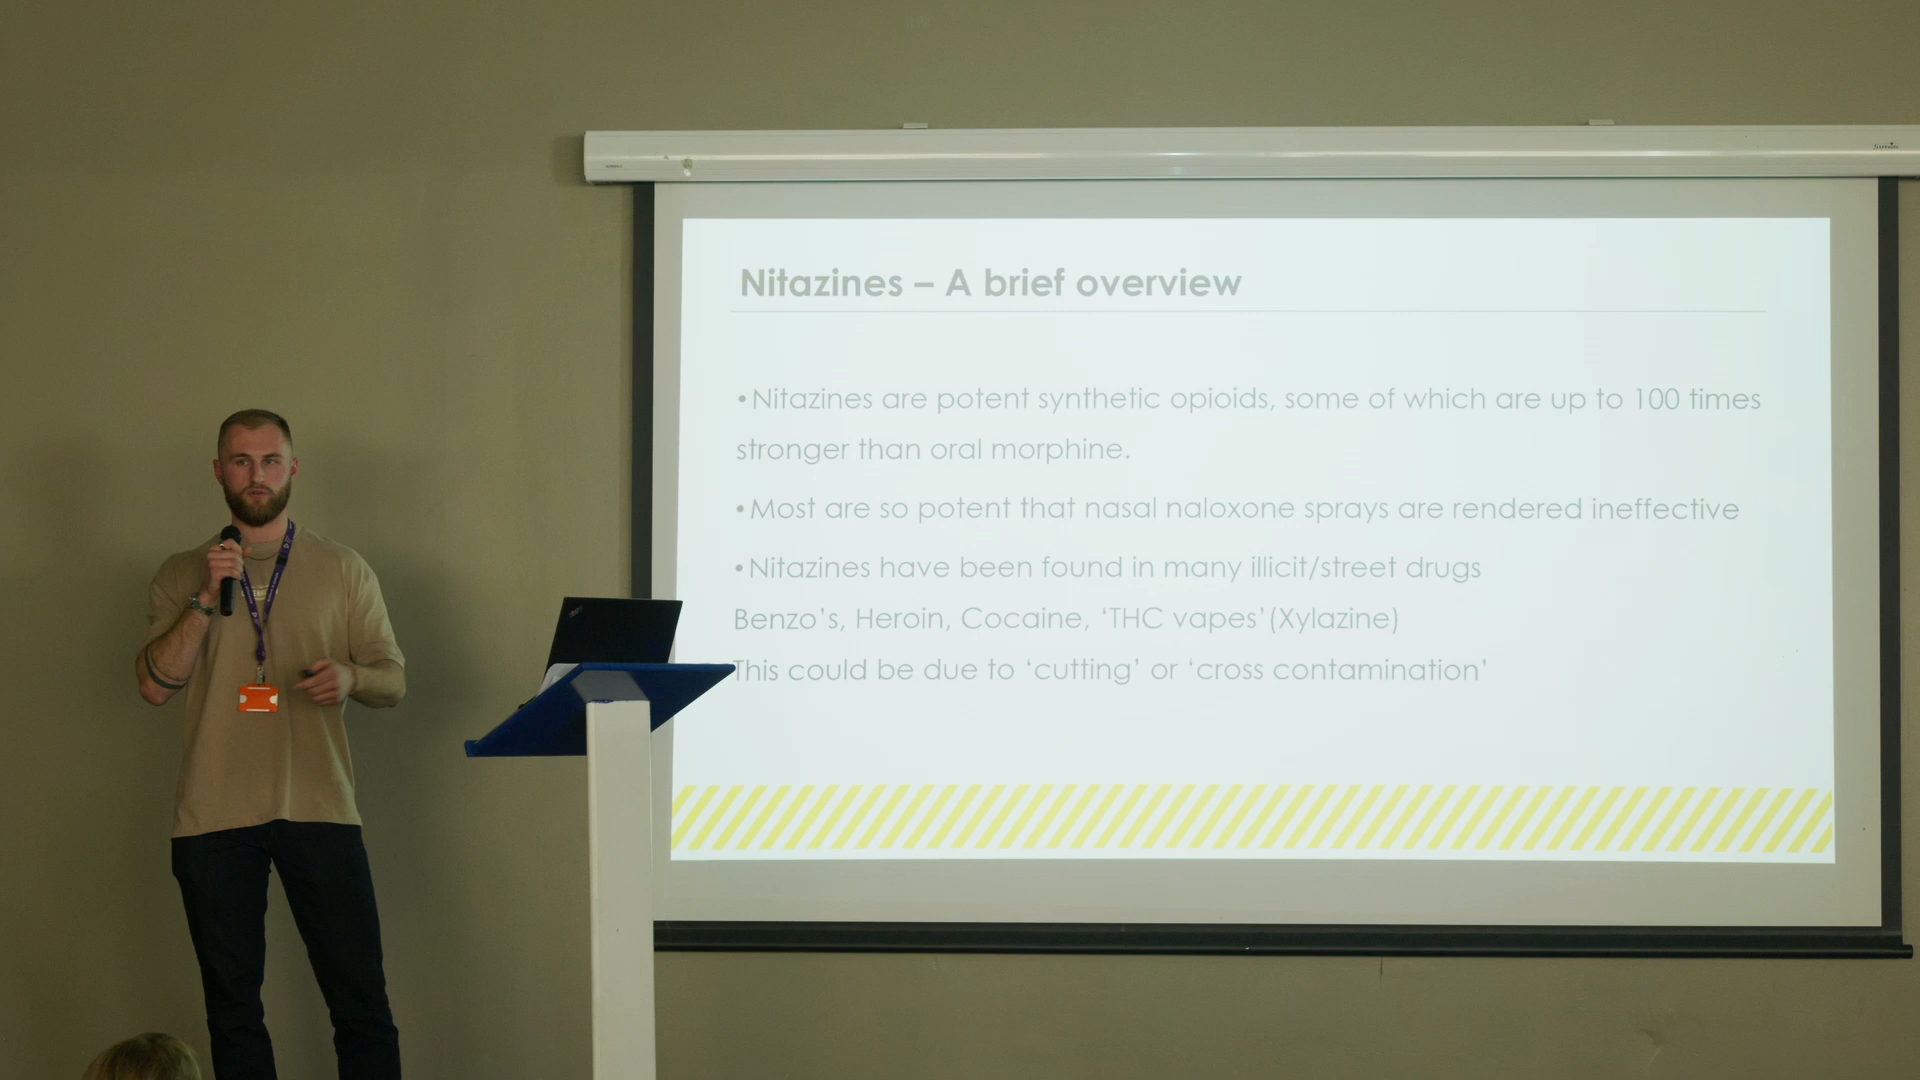 Nitazines – A brief overview
•Nitazines are potent synthetic opioids, some of which are up to 100 times
stronger than oral morphine.
•Most are so potent that nasal naloxone sprays are rendered ineffective
•Nitazines have been found in many illicit/street drugs
Benzo's, Heroin, Cocaine, ‘THC vapes’(Xylazine)
This could be due to ‘cutting’ or ‘cross contamination’